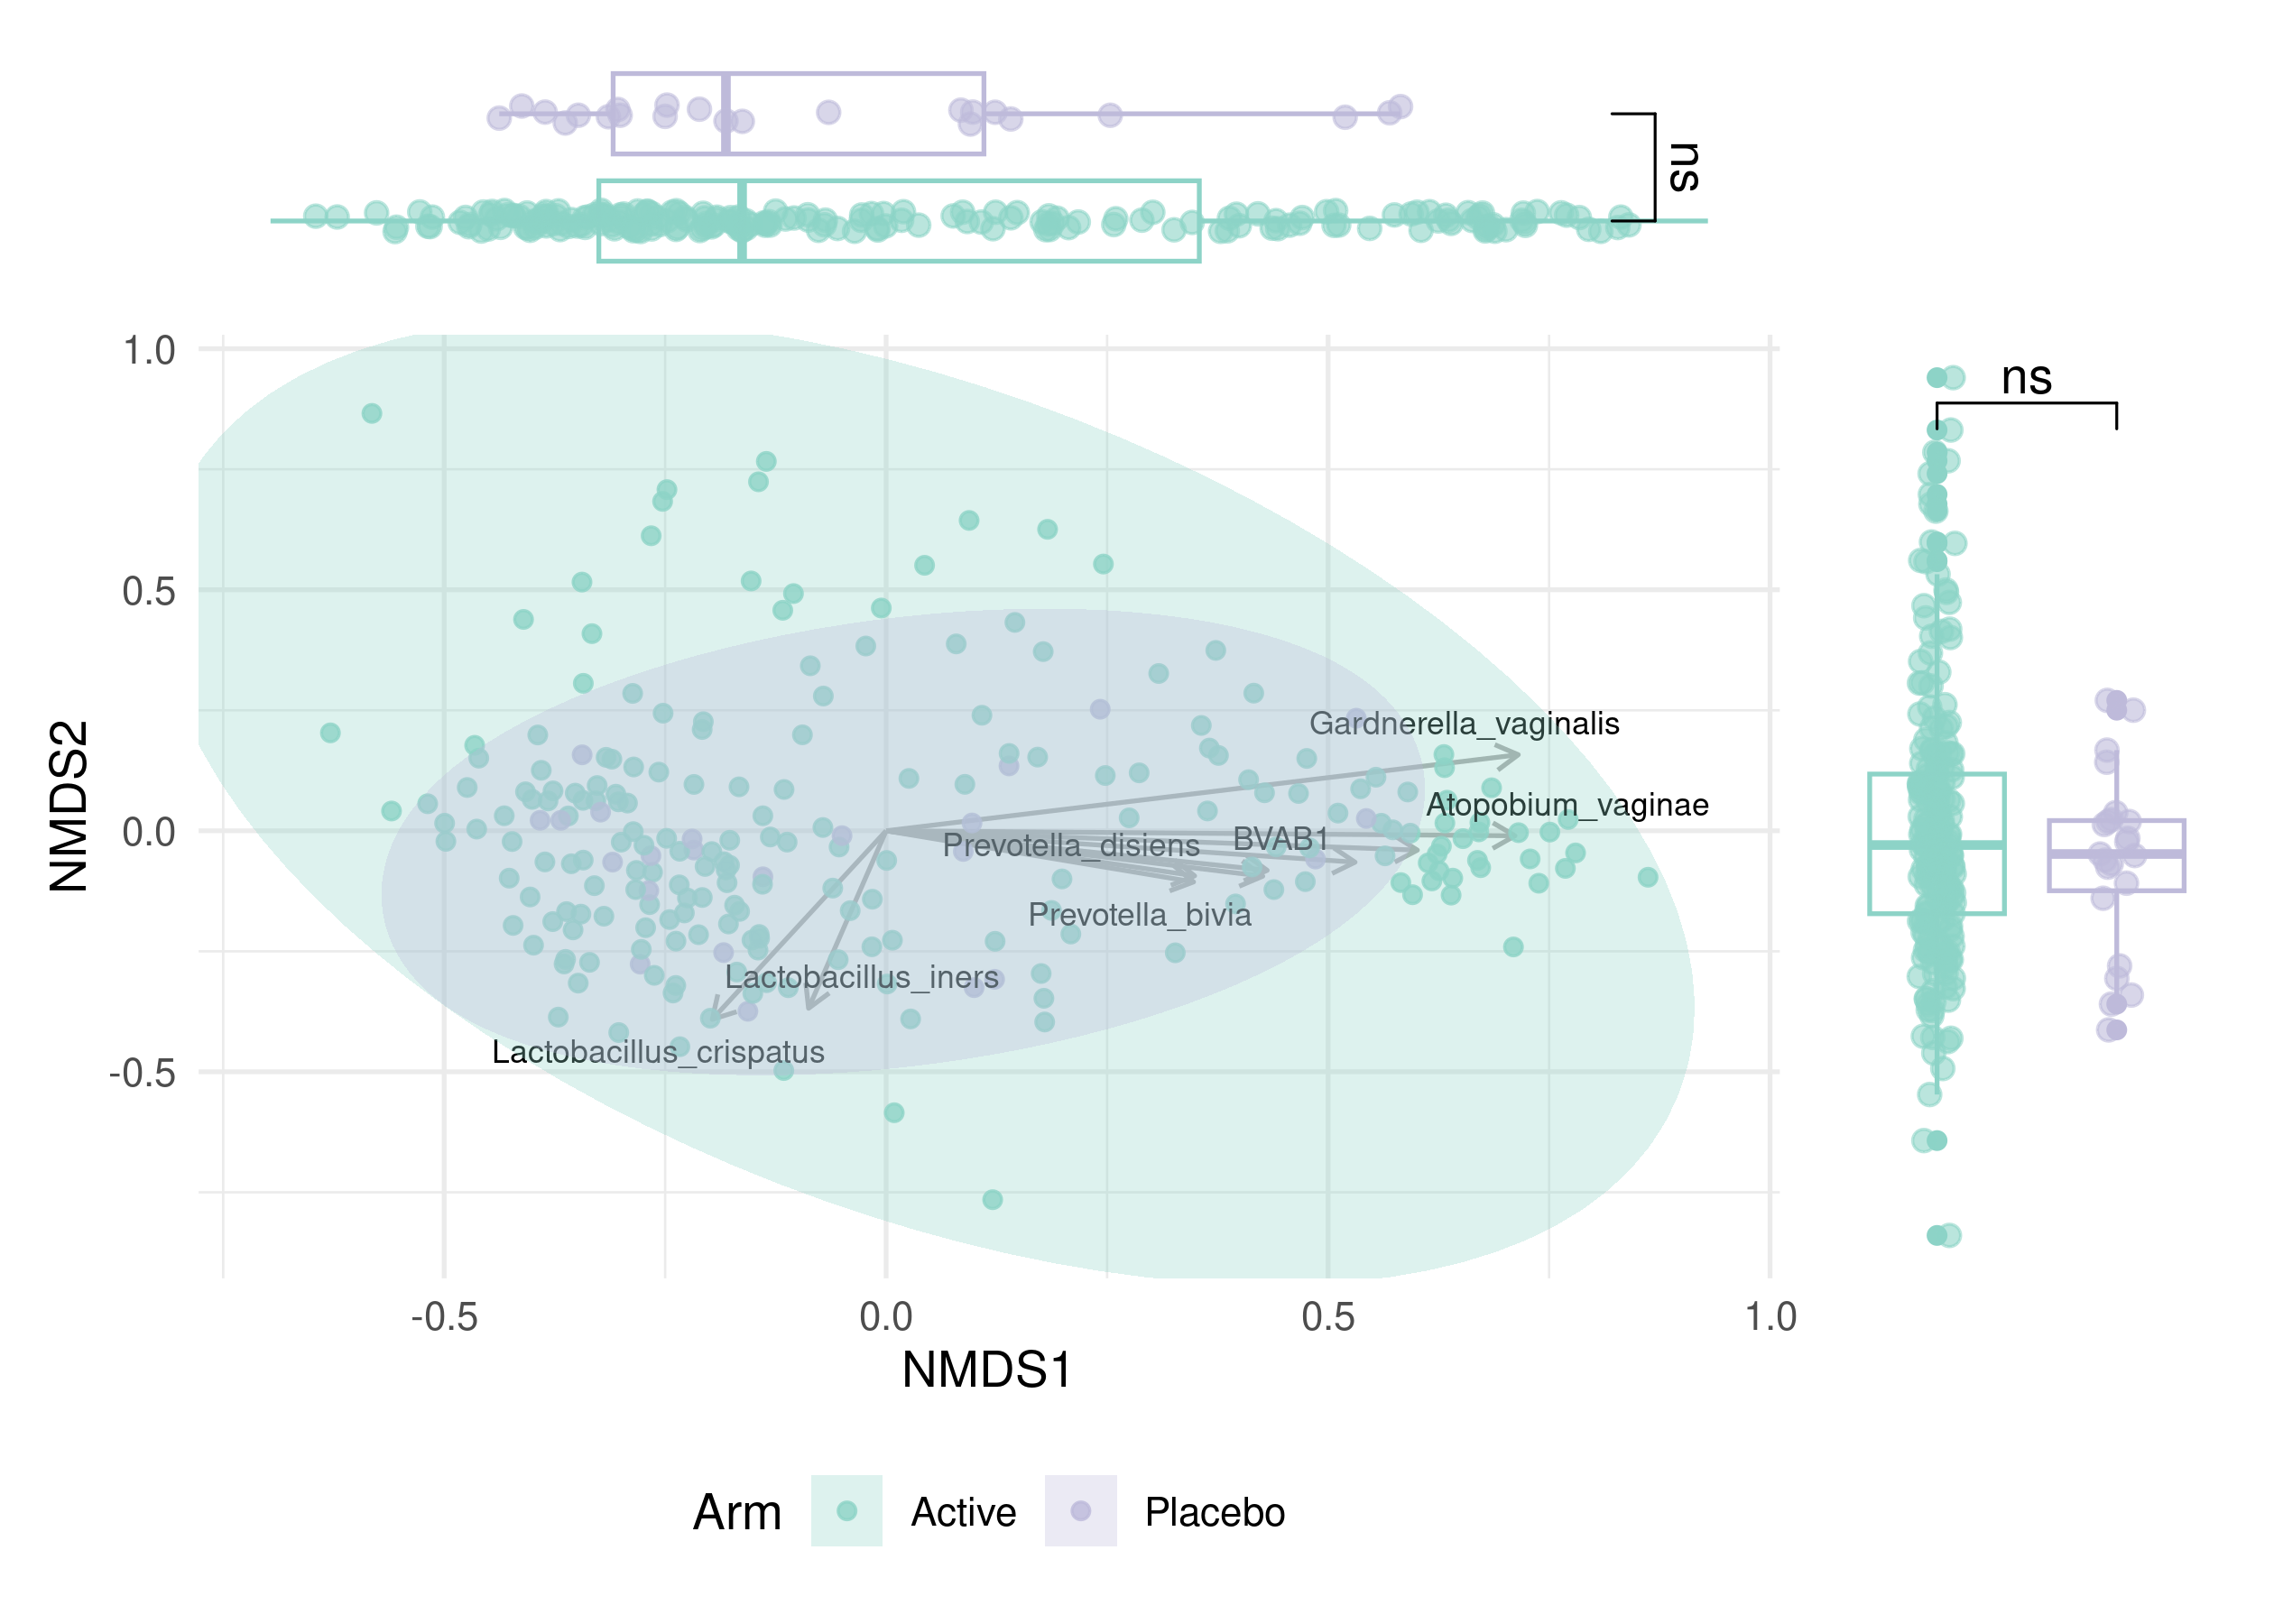 ns
ns
1.0
0.5
0.0
-0.5
NMDS2
Gardnerella_vaginalis
Atopobium_vaginae
BVAB1
Prevotella_disiens
Prevotella_bivia
Lactobacillus_iners
Lactobacillus_crispatus
-0.5 0.0 0.5 1.0
NMDS1
Arm Active Placebo